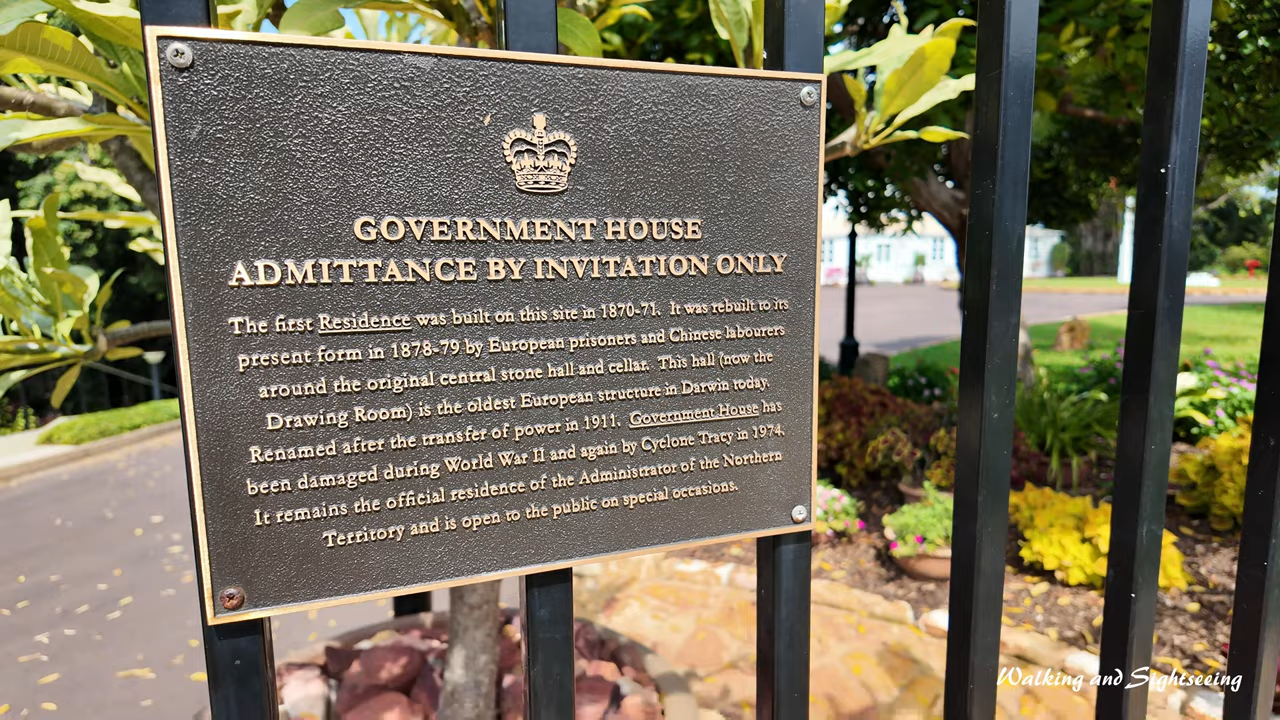 GOVERNMENT HOUSE
ADMITTANCE BY INVITATION ONLY
The first Residence was built on this site in 1870-71. It was rebuilt to its
present form in 1878-79 by European prisoners and Chinese labourers
around the original central stone hall and cellar. This hall (now the
Drawing Room) is the oldest European structure in Darwin today.
Renamed after the transfer of power in 1911, Government House has
been damaged during World War II and again by Cyclone Tracy in 1974.
It remains the official residence of the Administrator of the Northern
Territory and is open to the public on special occasions.
Walking and Sightseeing